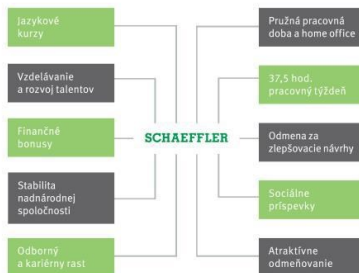 Jazykové
kurzy
Vzdelávanie
a rozvoj talentov
Finančné
bonusy
Stabilita
nadnárodnej
spoločnosti
Odborný
a kariérny rast
SCHAEFFLER
Pružná pracovná
doba a home office
37,5 hod.
pracovný týždeň
Odmena za
zlepšovacie návrhy
Sociálne
príspevky
Atraktívne
odmeňovanie